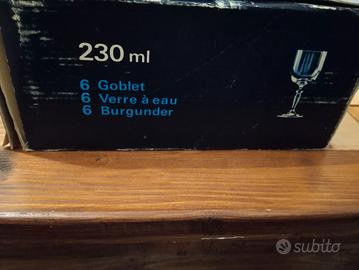 230 ml
6 Goblet
6 Verre à eau
6 Burgunder
subito